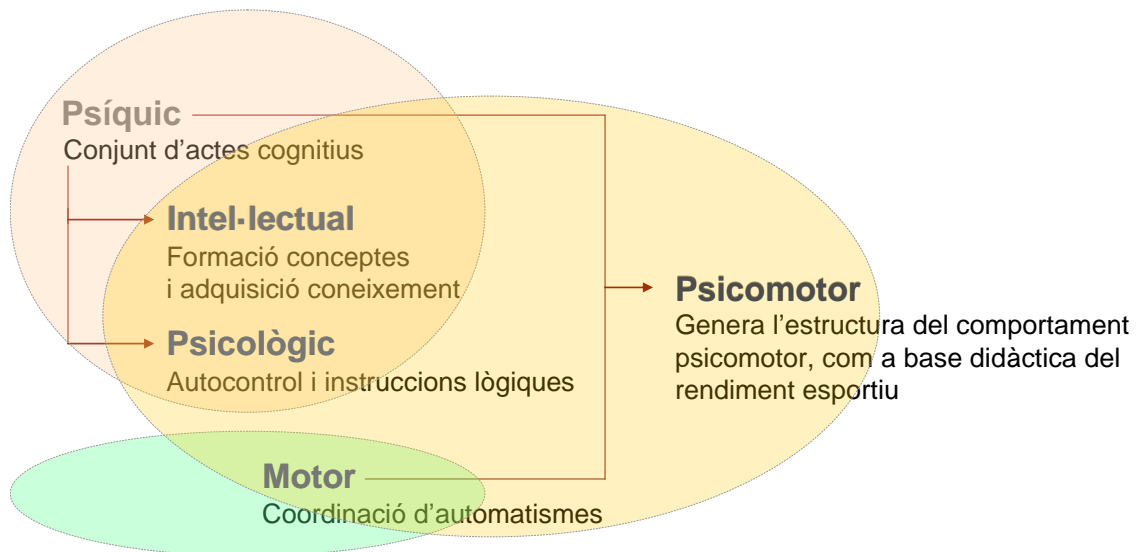 Psíquic
Conjunt d'actes cognitius
Intel·lectual
Formació conceptes
i adquisició coneixement
Psicològic
Autocontrol i instruccions lògiques
Motor
Coordinació d'automatismes
Psicomotor
Genera l'estructura del comportament
psicomotor, com a base didàctica del
rendiment esportiu